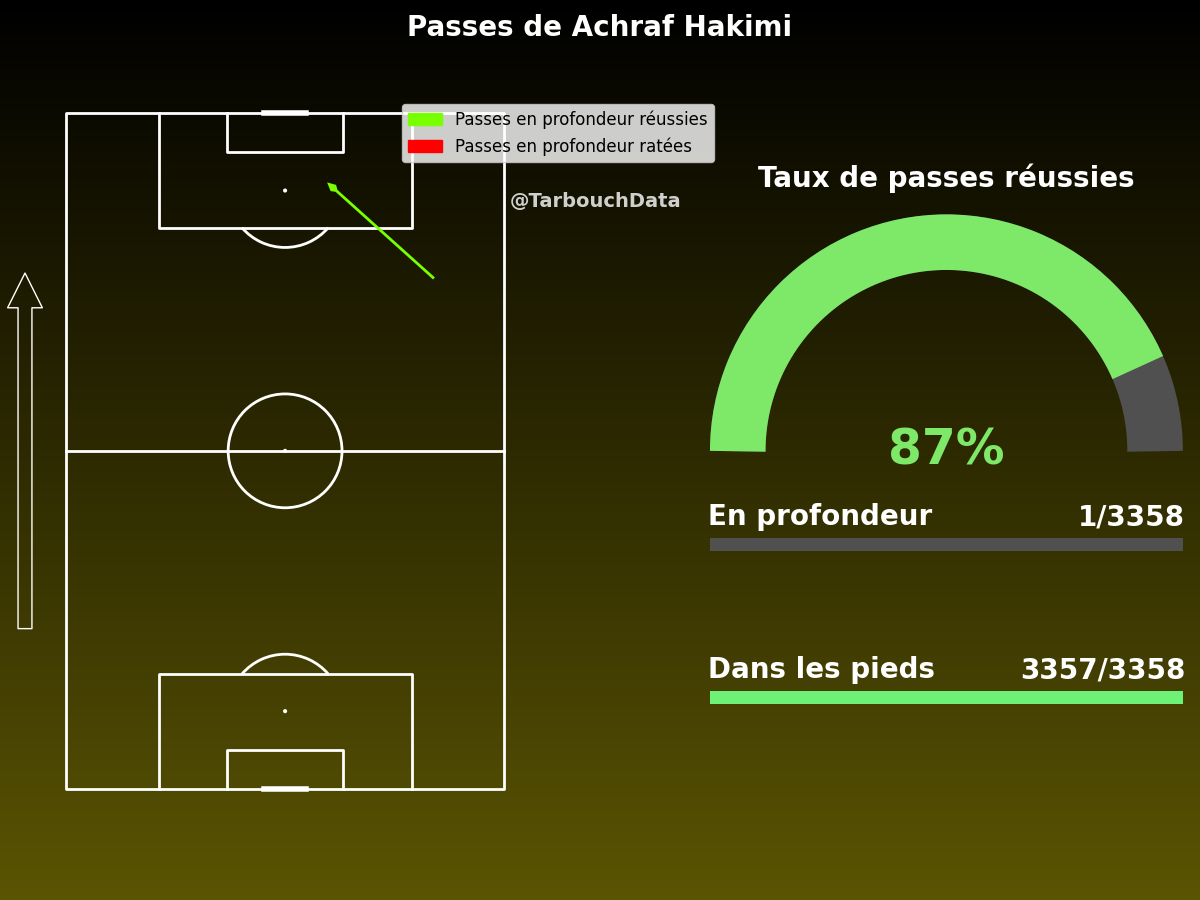 Passes de Achraf Hakimi
Passes en profondeur réussies
Passes en profondeur ratées
@TarbouchData
Taux de passes réussies
87%
En profondeur 1/3358
Dans les pieds 3357/3358